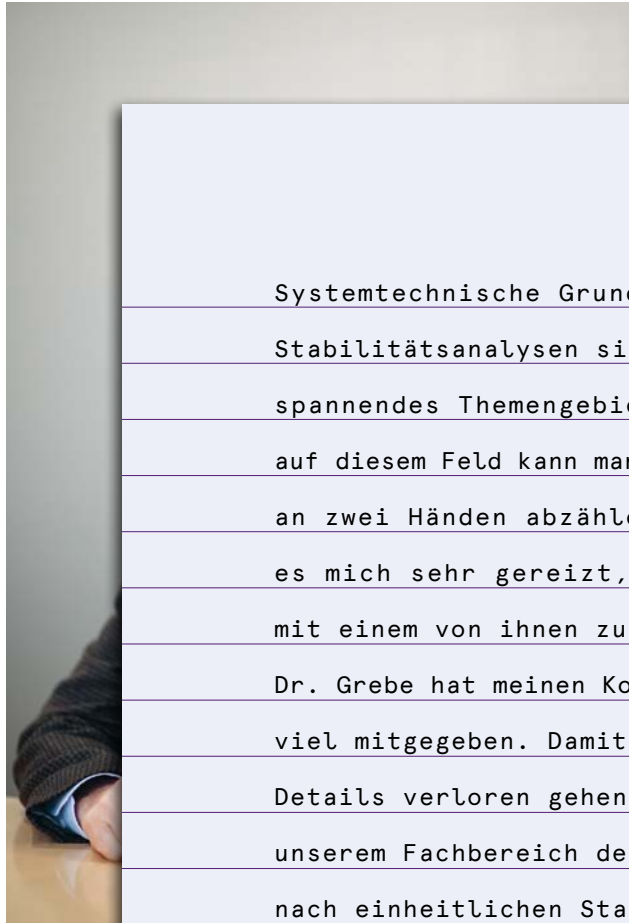 Systemtechnische
Stabilitätsanalysen
spannendes
auf diesem Feld kann
an zwei Händen
es mich sehr gereizt,
mit einem von ihnen zu
Dr. Grebe hat meinen
viel mitgegeben. Damit
Details verloren gehen
unserem Fachbereich
nach einheitlichen